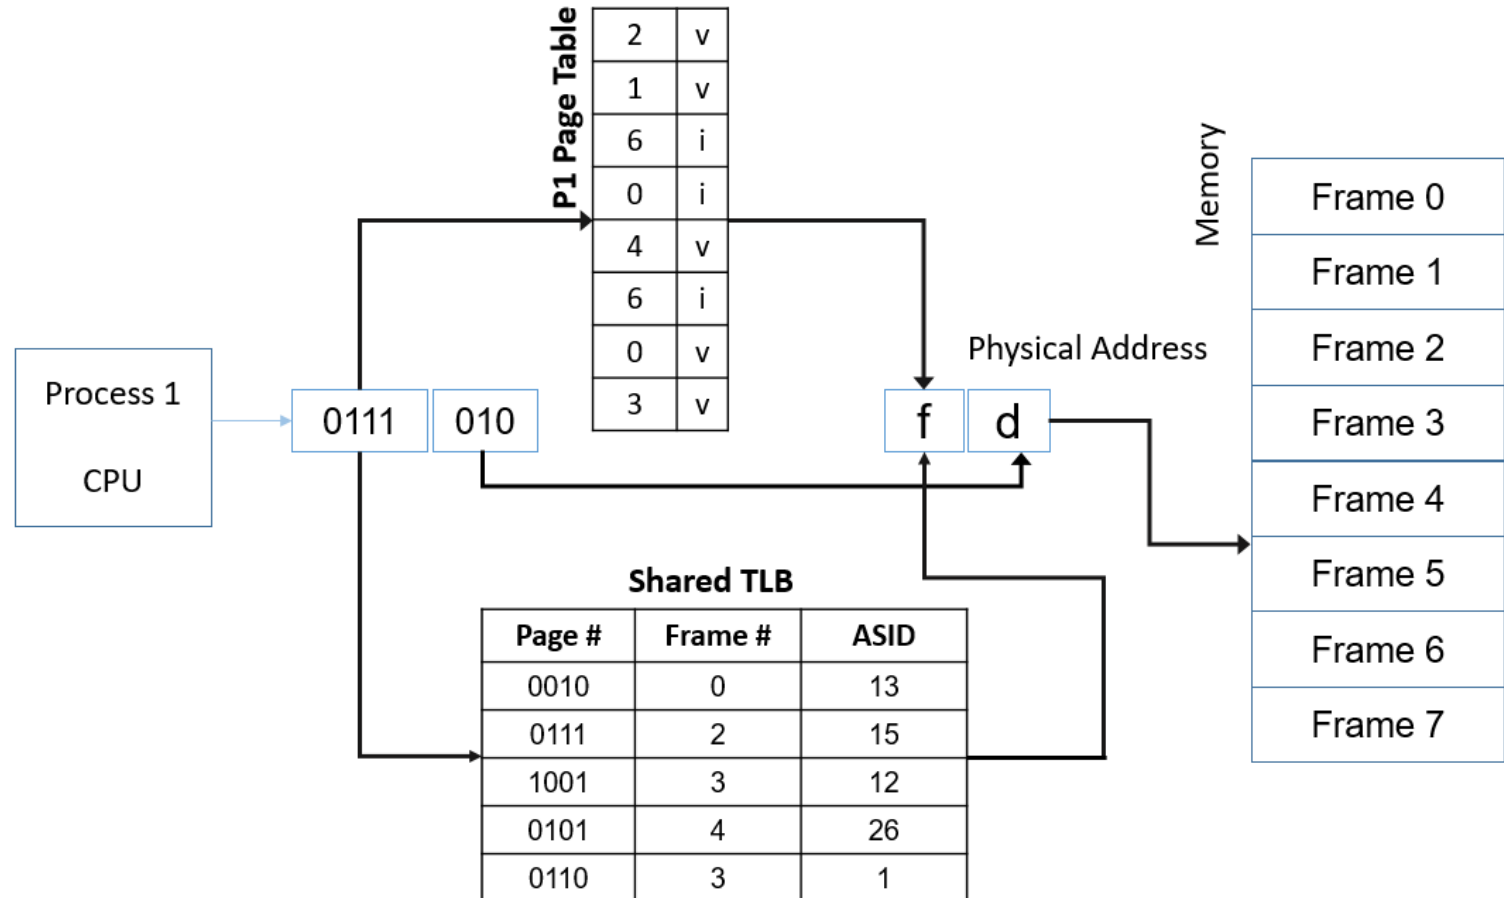 P1 Page Table
2 v
1 v
6 i
0 i
4 v
6 i
0 v
3 v
Process 1
CPU
0111 010
f d
Physical Address
Memory
Frame 0
Frame 1
Frame 2
Frame 3
Frame 4
Frame 5
Frame 6
Frame 7
Shared TLB
Page # Frame # ASID
0010 0 13
0111 2 15
1001 3 12
0101 4 26
0110 3 1